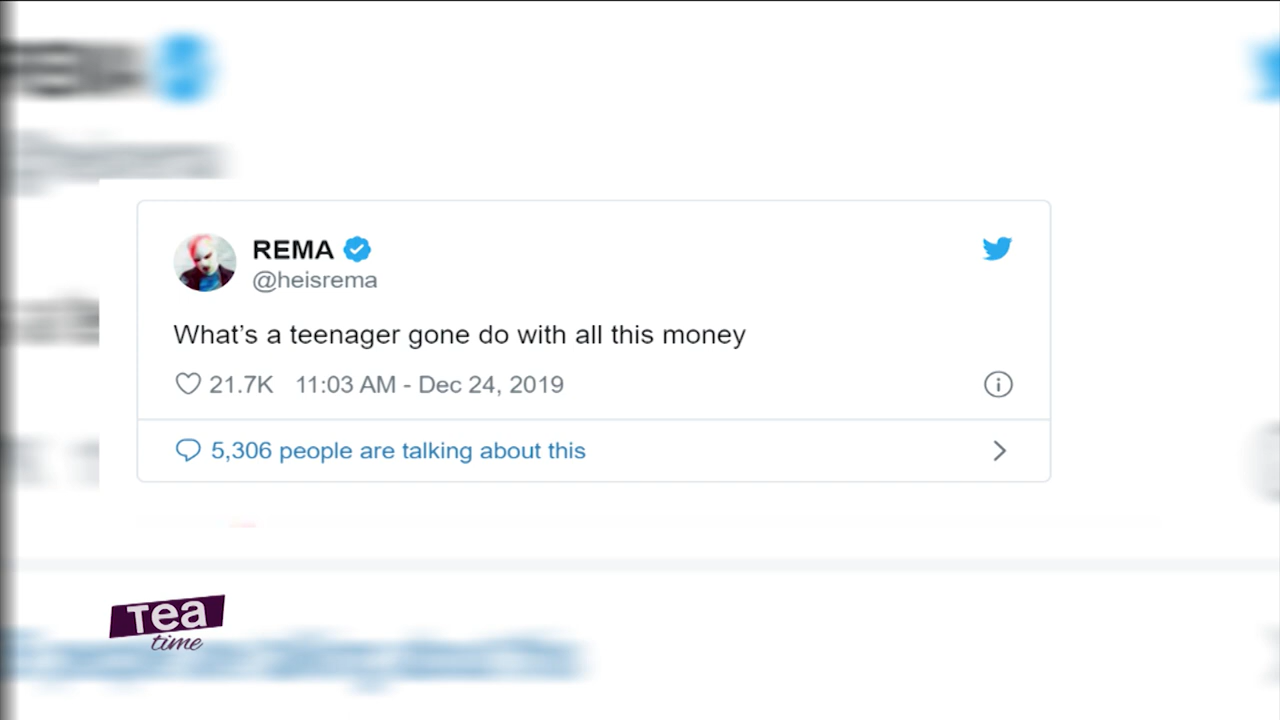 REMA
@heisrema
What’s a teenager gone do with all this money
21.7K 11:03 AM - Dec 24, 2019
5,306 people are talking about this
Tea
time